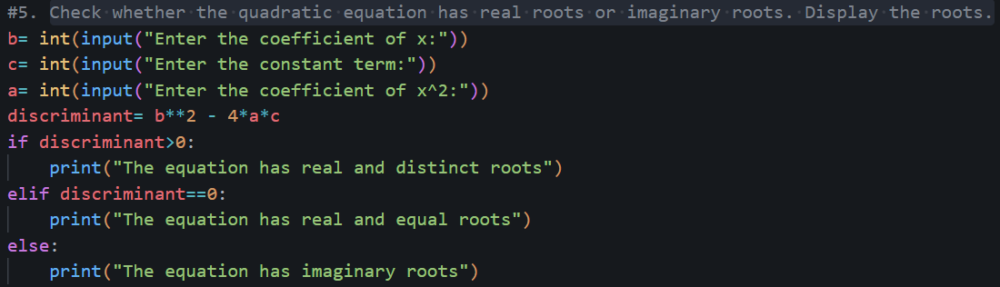 #5. Check whether the quadratic equation has real roots or imaginary roots. Display the roots.
b= int(input("Enter the coefficient of x:"))
c= int(input("Enter the constant term:"))
a= int(input("Enter the coefficient of x^2:"))
discriminant= b**2 - 4*a*c
if discriminant>0:
    print("The equation has real and distinct roots")
elif discriminant==0:
    print("The equation has real and equal roots")
else:
    print("The equation has imaginary roots")